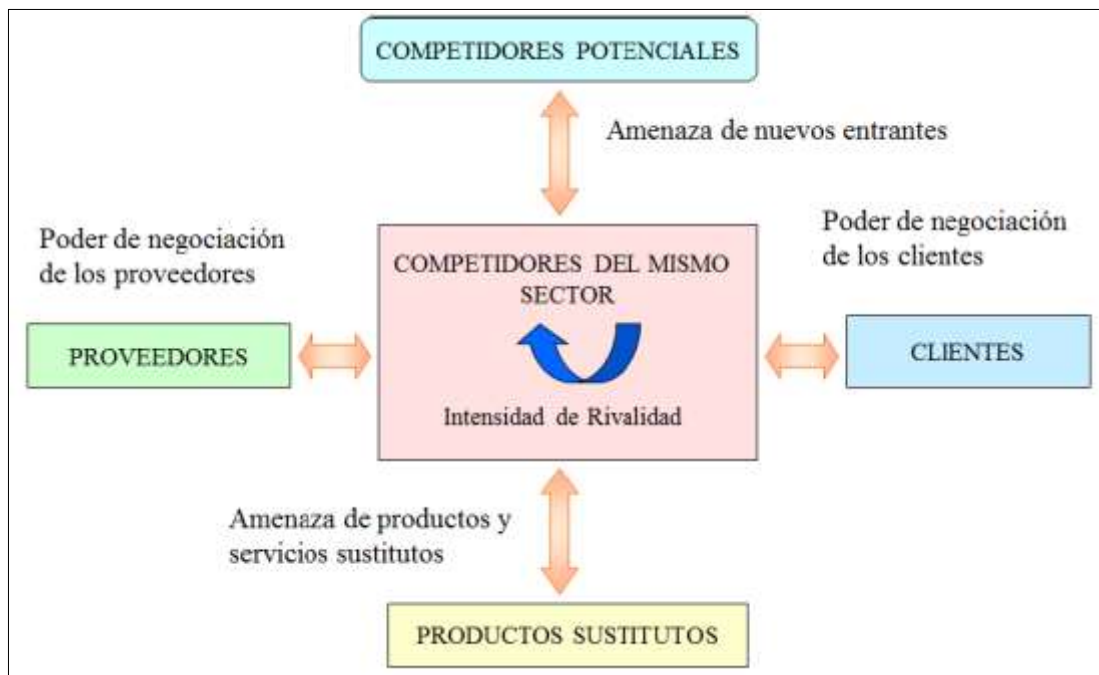 COMPETIDORES POTENCIALES
Amenaza de nuevos entrantes
Poder de negociación
de los proveedores
Poder de negociación
de los clientes
COMPETIDORES DEL MISMO
SECTOR
PROVEEDORES
CLIENTES
Intensidad de Rivalidad
Amenaza de productos y
servicios sustitutos
PRODUCTOS SUSTITUTOS